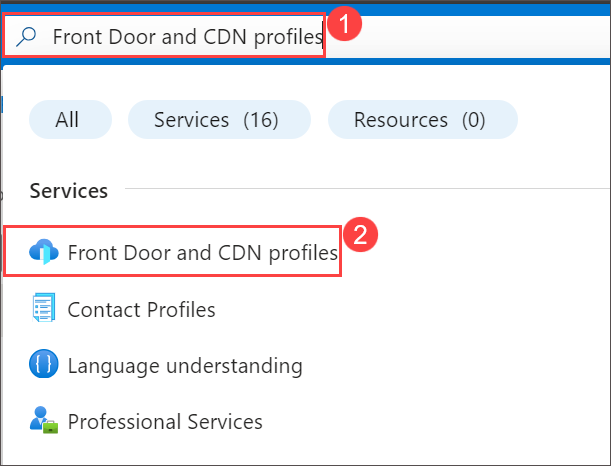 Front Door and CDN profiles
1
All
Services (16)
Resources (0)
Services
Front Door and CDN profiles
2
Contact Profiles
Language understanding
Professional Services